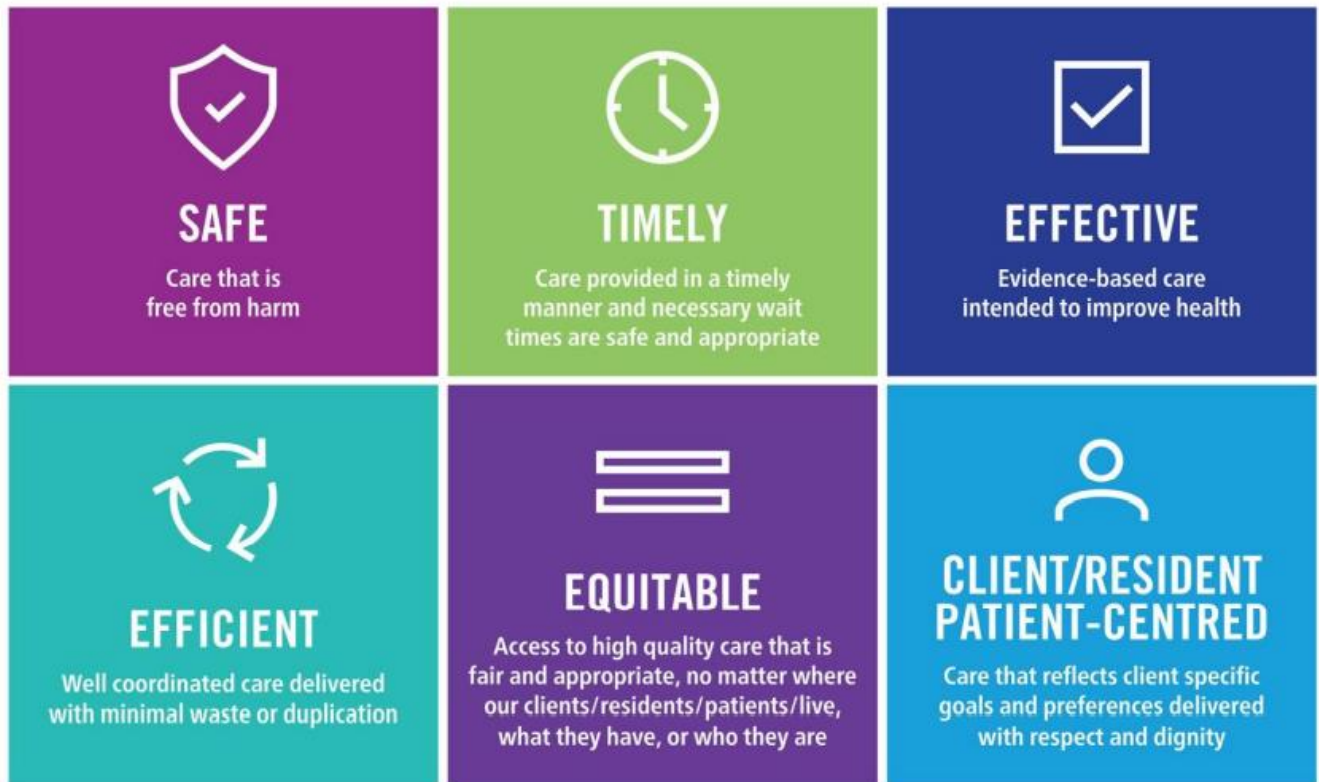 SAFE
Care that is
free from harm
TIMELY
Care provided in a timely
manner and necessary wait
times are safe and appropriate
EFFECTIVE
Evidence-based care
intended to improve health
EFFICIENT
Well coordinated care delivered
with minimal waste or duplication
EQUITABLE
Access to high quality care that is
fair and appropriate, no matter where
our clients/residents/patients/live,
what they have, or who they are
CLIENT/RESIDENT
PATIENT-CENTRED
Care that reflects client specific
goals and preferences delivered
with respect and dignity